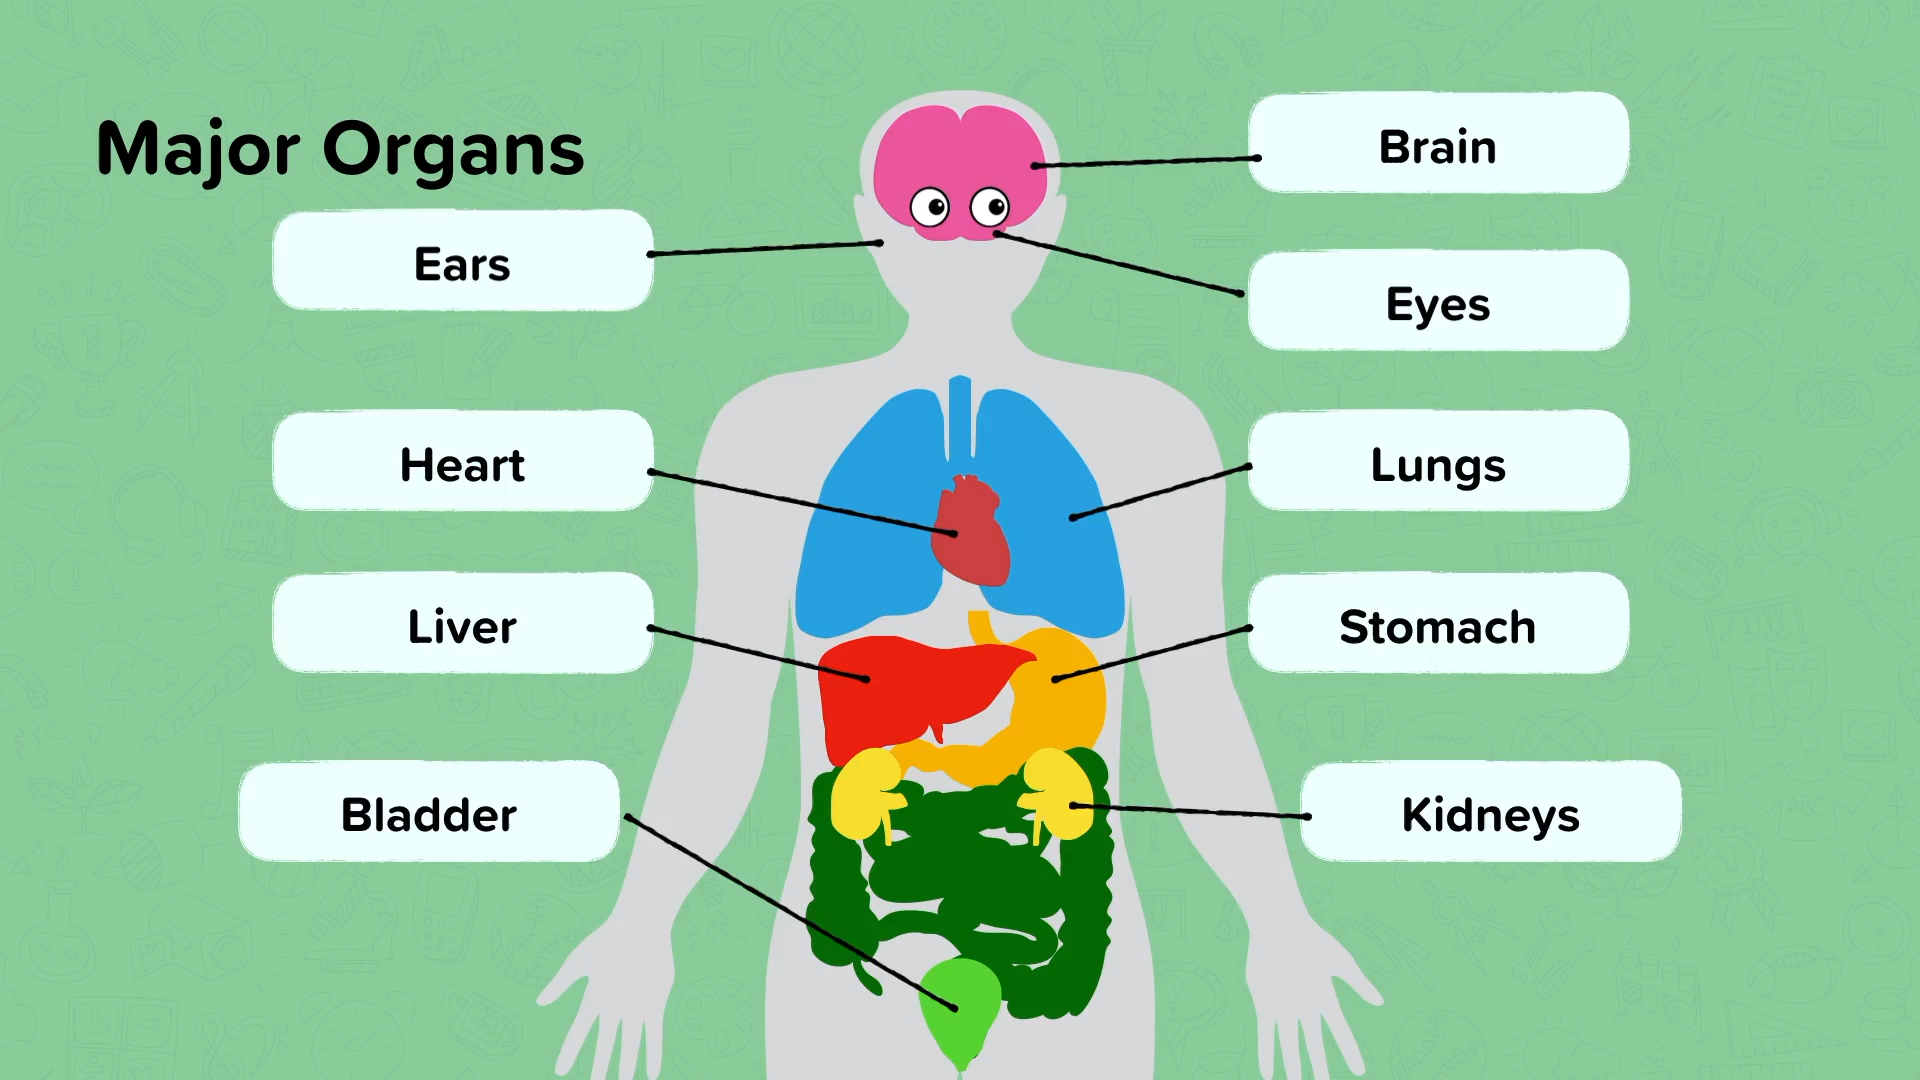 Major Organs
Brain
Ears
Eyes
Heart
Lungs
Liver
Stomach
Bladder
Kidneys